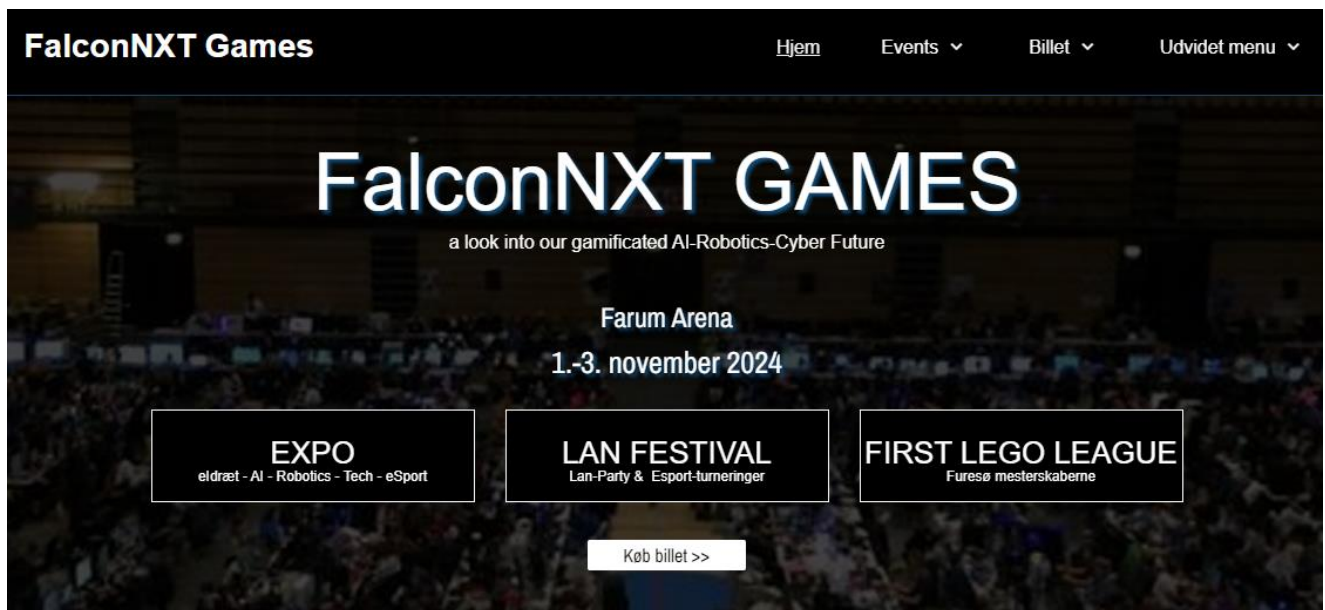 FalconNXT Games
Hjem Events Billet Udvidet menu
FalconNXT GAMES
a look into our gamificated AI-Robotics-Cyber Future
Farum Arena
1.-3. november 2024
EXPO
eIdræt - AI - Robotics - Tech - eSport
LAN FESTIVAL
Lan-Party & Esport-turneringer
FIRST LEGO LEAGUE
Furesø mesterskaberne
Køb billet >>